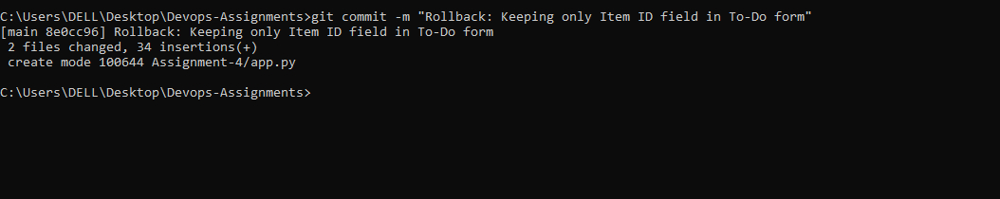 C:\Users\DELL\Desktop\Devops-Assignments>git commit -m "Rollback: Keeping only Item ID field in To-Do form"
[main 8e0cc96] Rollback: Keeping only Item ID field in To-Do form
 2 files changed, 34 insertions(+)
 create mode 100644 Assignment-4/app.py
C:\Users\DELL\Desktop\Devops-Assignments>